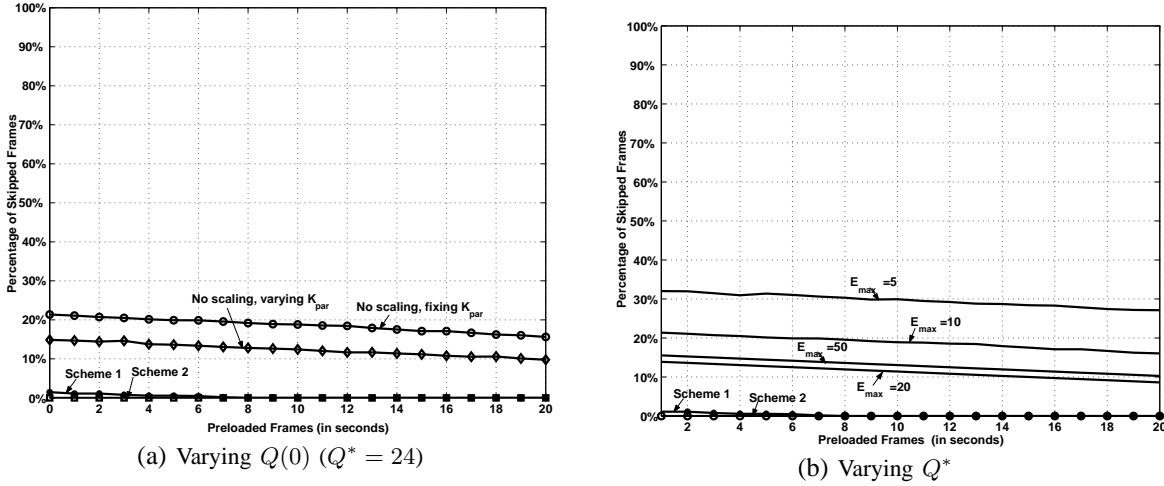 100%
90%
80%
70%
60%
50%
40%
30%
20%
10%
0%
Percentage of Skipped Frames
No scaling, varying K_par
No scaling, fixing K_par
Scheme 1
Scheme 2
0 2 4 6 8 10 12 14 16 18 20
Preloaded Frames (in seconds)
(a) Varying Q(0) (Q* = 24)
100%
90%
80%
70%
60%
50%
40%
30%
20%
10%
0%
Percentage of Skipped Frames
E_max =5
E_max =10
E_max =50
E_max =20
Scheme 1
Scheme 2
2 4 6 8 10 12 14 16 18 20
Preloaded Frames (in seconds)
(b) Varying Q*